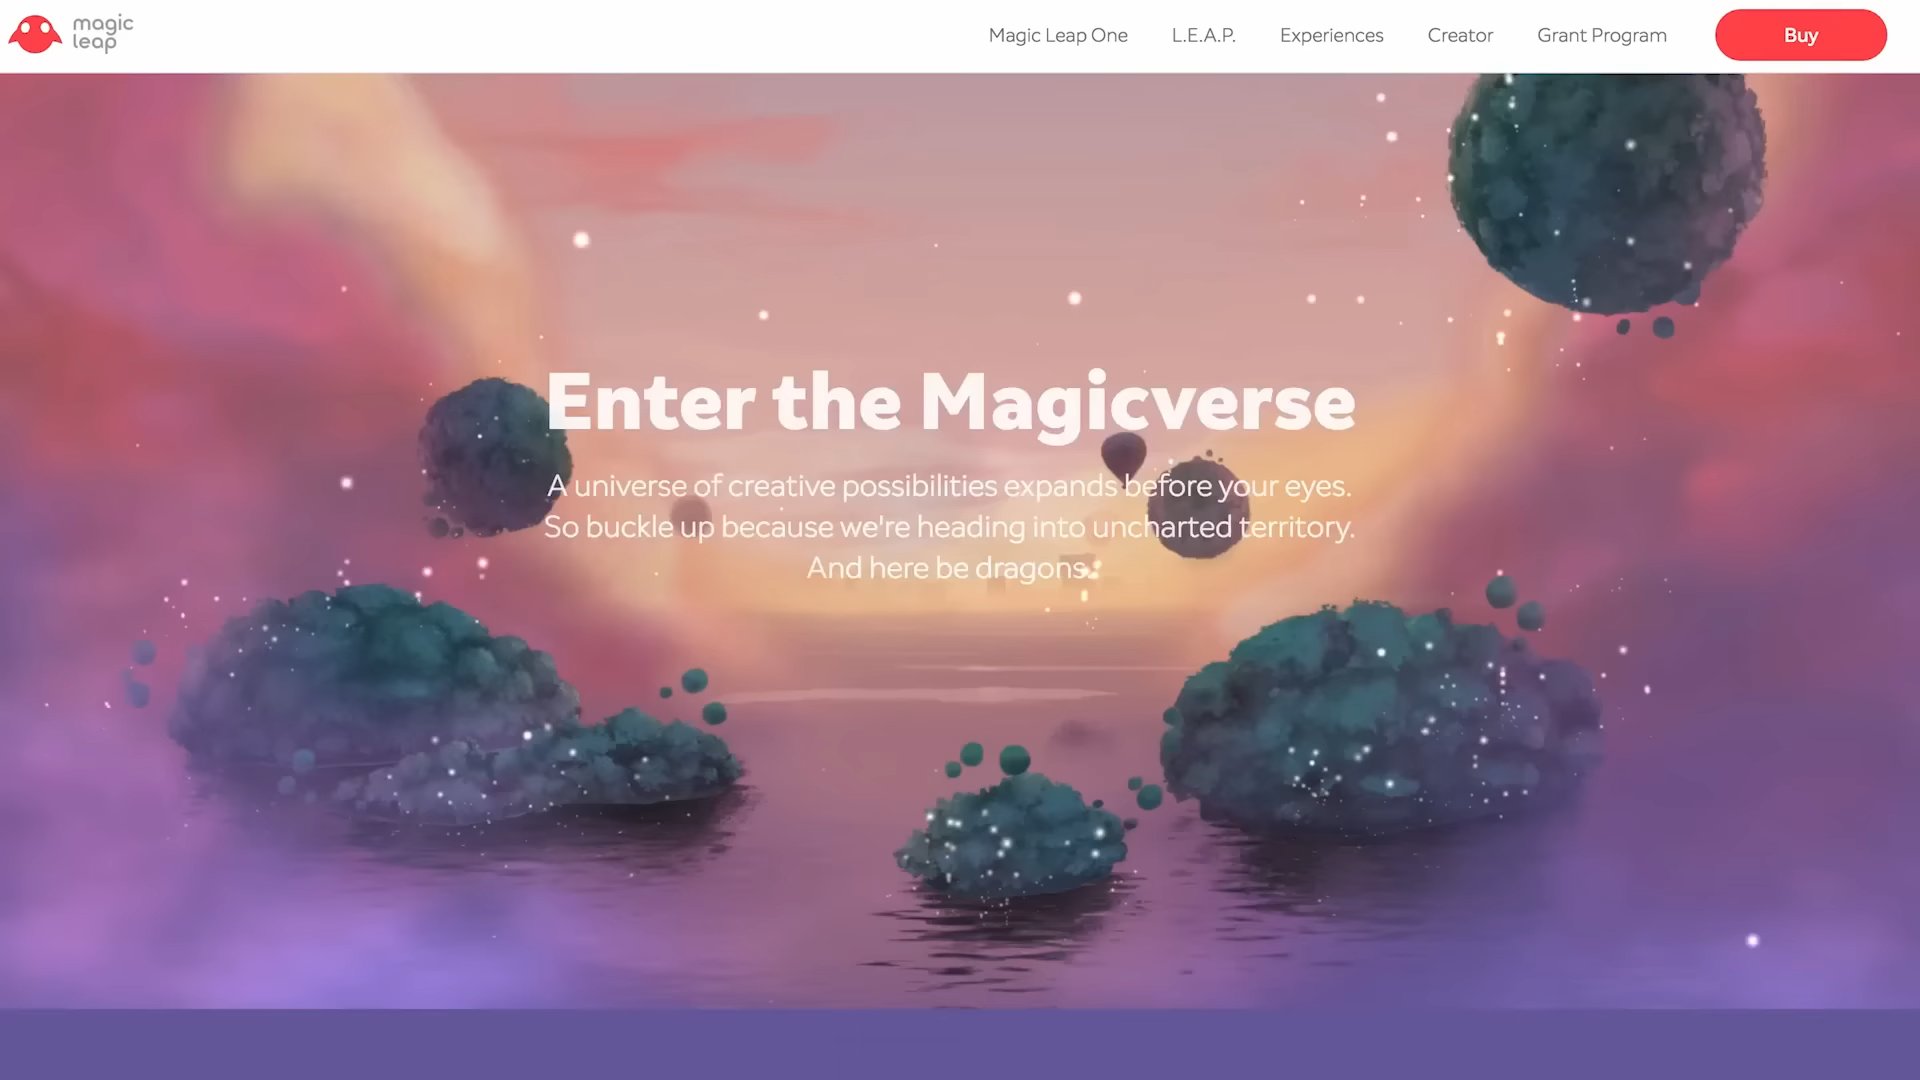 magic
leap
Magic Leap One
L.E.A.P.
Experiences
Creator
Grant Program
Buy
Enter the Magicverse
A universe of creative possibilities expands before your eyes.
So buckle up because we're heading into uncharted territory.
And here be dragons.